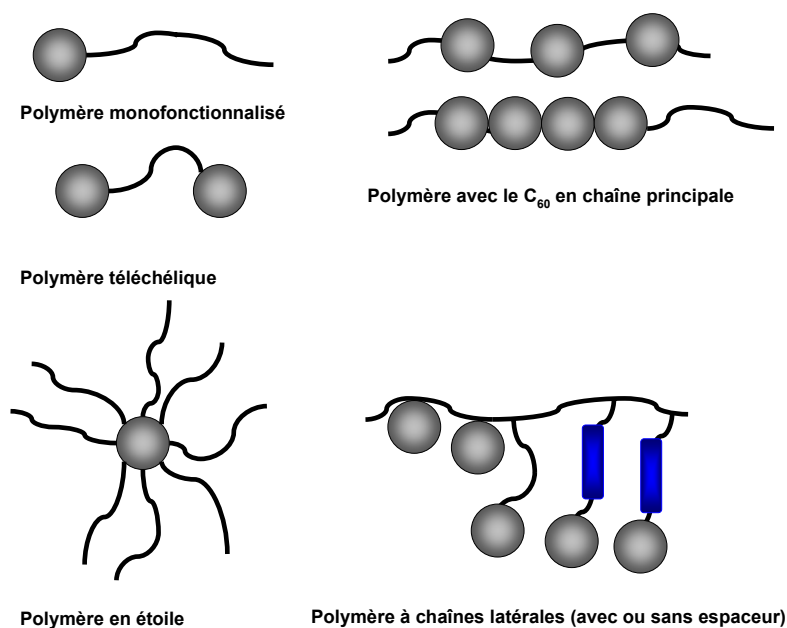 Polymère monofonctionnalisé
Polymère avec le C₆₀ en chaîne principale
Polymère téléchélique
Polymère en étoile
Polymère à chaînes latérales (avec ou sans espaceur)